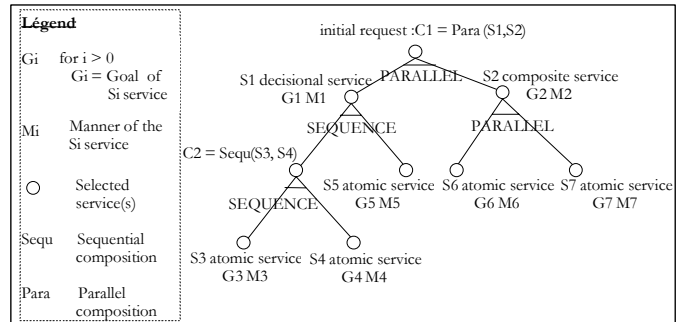 Légend
Gi for i > 0
Gi = Goal of
Si service
Mi Manner of the
Si service
Selected
service(s)
Sequ Sequential
composition
Para Parallel
composition
initial request :C1 = Para (S1,S2)
PARALLEL
S1 decisional service
G1 M1
S2 composite service
G2 M2
SEQUENCE
PARALLEL
C2 = Sequ(S3, S4)
S5 atomic service
G5 M5
S6 atomic service
G6 M6
S7 atomic service
G7 M7
SEQUENCE
S3 atomic service
G3 M3
S4 atomic service
G4 M4